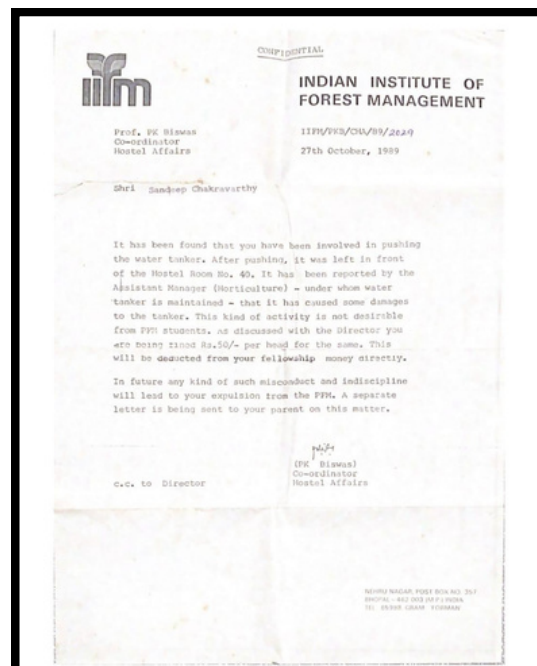 CONFIDENTIAL
iifm
INDIAN INSTITUTE OF
FOREST MANAGEMENT
Prof. PK Biswas
Co-ordinator
Hostel Affairs
IIFM/PKB/CHA/89/2029
27th October, 1989
Shri Sandeep Chakravarthy
It has been found that you have been involved in pushing
the water tanker. After pushing, it was left in front
of the Hostel Room No. 40. It has been reported by the
Assistant Manager (Horticulture) - under whom water
tanker is maintained - that it has caused some damages
to the tanker. This kind of activity is not desirable
from PFM students. As discussed with the Director you
are being fined Rs.50/- per head for the same. This
will be deducted from your fellowship money directly.
In future any kind of such misconduct and indiscipline
will lead to your expulsion from the PFM. A separate
letter is being sent to your parent on this matter.
(PK Biswas)
Co-ordinator
Hostel Affairs
c.c. to Director
NEHRU NAGAR, POST BOX NO. 357
BHOPAL - 462 003 (M.P.) INDIA